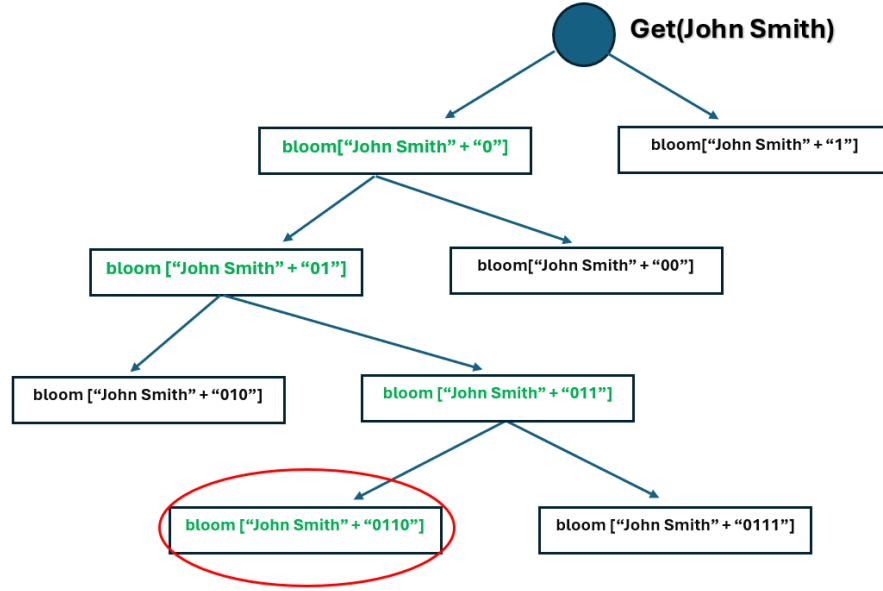 Get(John Smith)
bloom[“John Smith” + “0”]
bloom[“John Smith” + “1”]
bloom [“John Smith” + “01”]
bloom[“John Smith” + “00”]
bloom [“John Smith” + “010”]
bloom [“John Smith” + “011”]
bloom [“John Smith” + “0110”]
bloom [“John Smith” + “0111”]